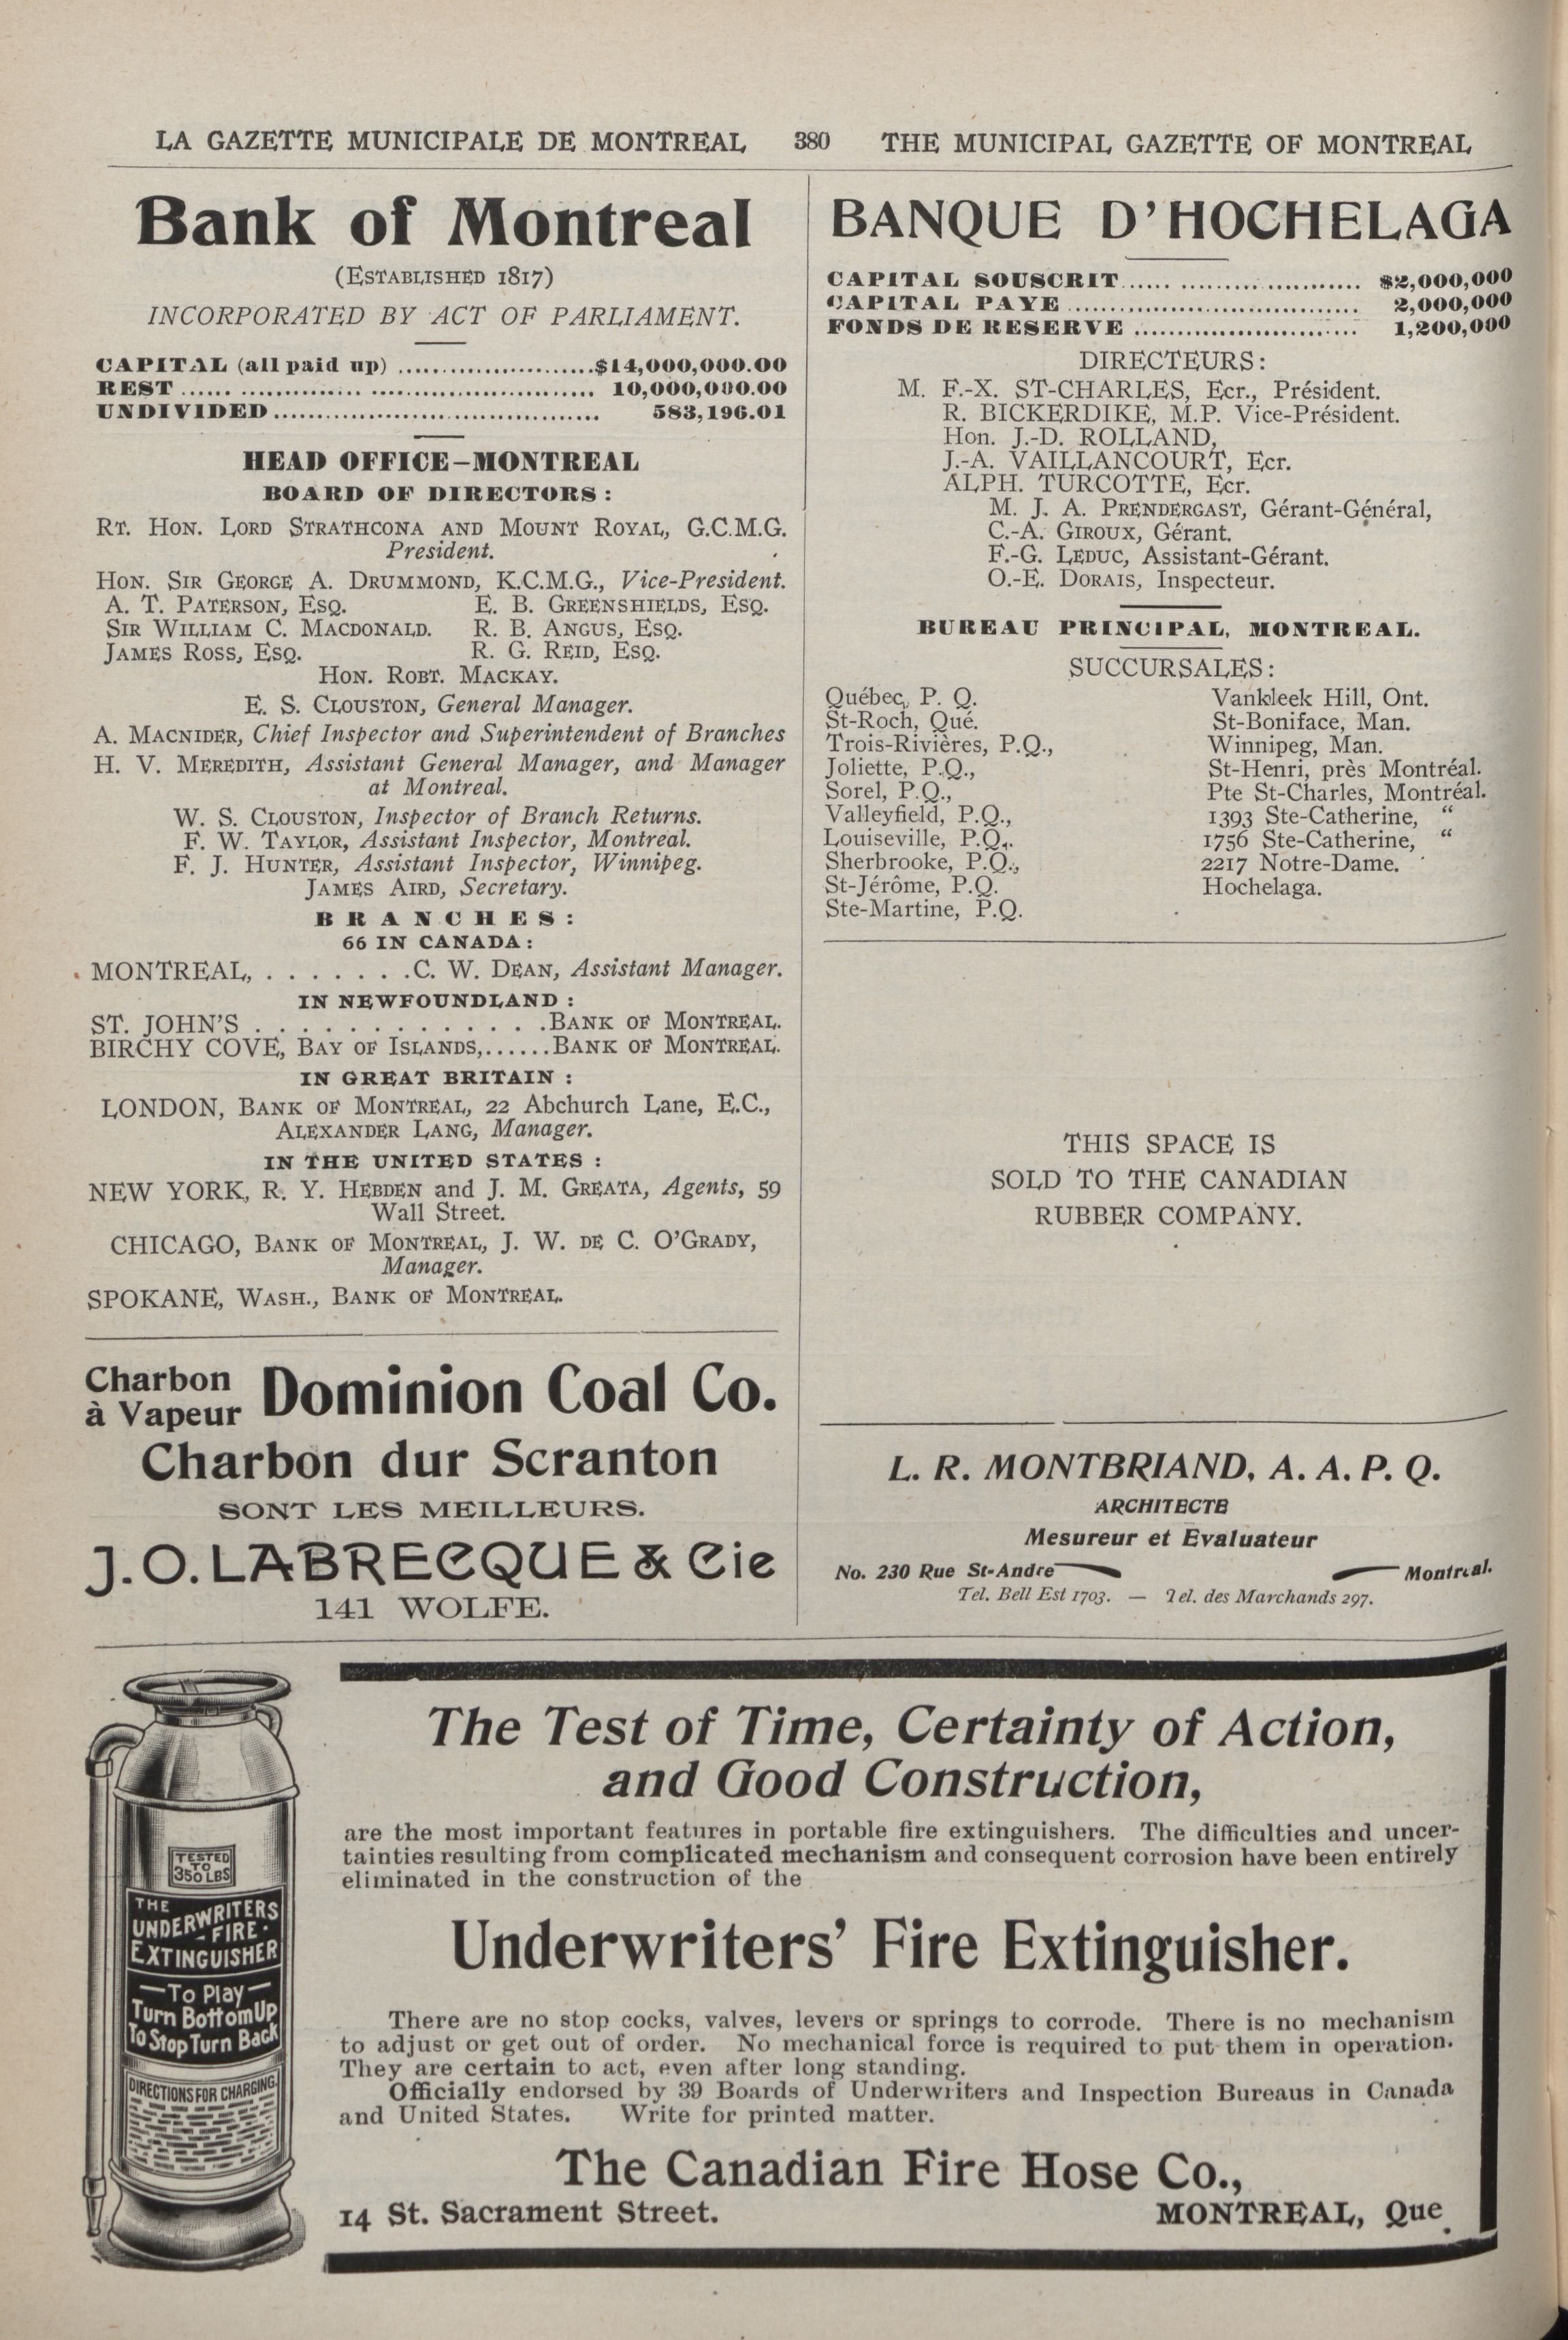 LA GAZETTE MUNICIPALE DE MONTREAL 380 THE MUNICIPAL GAZETTE OF MONTREAL
Bank of Montreal
(ESTABLISHED 1817)
INCORPORATED BY ACT OF PARLIAMENT.
CAPITAL (all paid up) ........................$14,000,000.00
REST ...... .............. ................................ 10,000,000.00
UNDIVIDED....................................... 583,196.01
HEAD OFFICE–MONTREAL
BOARD OF DIRECTORS :
RT. HON. LORD STRATHCONA AND MOUNT ROYAL, G.C.M.G.
President.
HON. SIR GEORGE A. DRUMMOND, K.C.M.G., Vice-President.
A. T. PATERSON, ESQ. E. B. GREENSHIELDS, ESQ.
SIR WILLIAM C. MACDONALD. R. B. ANGUS, ESQ.
JAMES ROSS, ESQ. R. G. REID, ESQ.
HON. ROBT. MACKAY.
E. S. CLOUSTON, General Manager.
A. MACNIDER, Chief Inspector and Superintendent of Branches
H. V. MEREDITH, Assistant General Manager, and Manager
at Montreal.
W. S. CLOUSTON, Inspector of Branch Returns.
F. W. TAYLOR, Assistant Inspector, Montreal.
F. J. HUNTER, Assistant Inspector, Winnipeg.
JAMES AIRD, Secretary.
BRANCHES :
66 IN CANADA :
MONTREAL, . . . . . . . .C. W. DEAN, Assistant Manager.
IN NEWFOUNDLAND :
ST. JOHN'S . . . . . . . . . . . . . .BANK OF MONTREAL.
BIRCHY COVE, BAY OF ISLANDS,......BANK OF MONTREAL.
IN GREAT BRITAIN :
LONDON, BANK OF MONTREAL, 22 Abchurch Lane, E.C.,
ALEXANDER LANG, Manager.
IN THE UNITED STATES :
NEW YORK, R. Y. HEBDEN and J. M. GREATA, Agents, 59
Wall Street.
CHICAGO, BANK OF MONTREAL, J. W. DE C. O'GRADY,
Manager.
SPOKANE, WASH., BANK OF MONTREAL.
Charbon
à Vapeur
Dominion Coal Co.
Charbon dur Scranton
SONT LES MEILLEURS.
J.O. LABRECQUE & Cie
141 WOLFE.
BANQUE D'HOCHELAGA
CAPITAL SOUSCRIT...... ........................ $2,000,000
CAPITAL PAYE .................................... 2,000,000
FONDS DE RESERVE ............................ 1,200,000
DIRECTEURS :
M. F.-X. ST-CHARLES, Ecr., Président.
R. BICKERDIKE, M.P. Vice-Président.
Hon. J.-D. ROLLAND,
J.-A. VAILLANCOURT, Ecr.
ALPH. TURCOTTE, Ecr.
M. J. A. PRENDERGAST, Gérant-Général,
C.-A. GIROUX, Gérant.
F.-G. LEDUC, Assistant-Gérant.
O.-E. DORAIS, Inspecteur.
BUREAU PRINCIPAL, MONTREAL.
SUCCURSALES :
Québec, P. Q. Vankleek Hill, Ont.
St-Roch, Qué. St-Boniface, Man.
Trois-Rivières, P.Q., Winnipeg, Man.
Joliette, P.Q., St-Henri, près Montréal.
Sorel, P.Q., Pte St-Charles, Montréal.
Valleyfield, P.Q., 1393 Ste-Catherine, “
Louiseville, P.Q,. 1756 Ste-Catherine, “
Sherbrooke, P.Q., 2217 Notre-Dame.
St-Jérôme, P.Q. Hochelaga.
Ste-Martine, P.Q.
THIS SPACE IS
SOLD TO THE CANADIAN
RUBBER COMPANY.
L. R. MONTBRIAND, A. A. P. Q.
ARCHITECTE
Mesureur et Evaluateur
No. 230 Rue St-Andre Montreal.
Tel. Bell Est 1703. — Tel. des Marchands 297.
TESTED
TO
350 LBS
THE
UNDERWRITERS
FIRE
EXTINGUISHER
—To Play—
Turn Bottom Up
To Stop Turn Back
DIRECTIONS FOR CHARGING
The Test of Time, Certainty of Action,
and Good Construction,
are the most important features in portable fire extinguishers. The difficulties and uncer-
tainties resulting from complicated mechanism and consequent corrosion have been entirely
eliminated in the construction of the
Underwriters' Fire Extinguisher.
There are no stop cocks, valves, levers or springs to corrode. There is no mechanism
to adjust or get out of order. No mechanical force is required to put them in operation.
They are certain to act, even after long standing.
Officially endorsed by 39 Boards of Underwriters and Inspection Bureaus in Canada
and United States. Write for printed matter.
The Canadian Fire Hose Co.,
14 St. Sacrament Street. MONTREAL, Que.